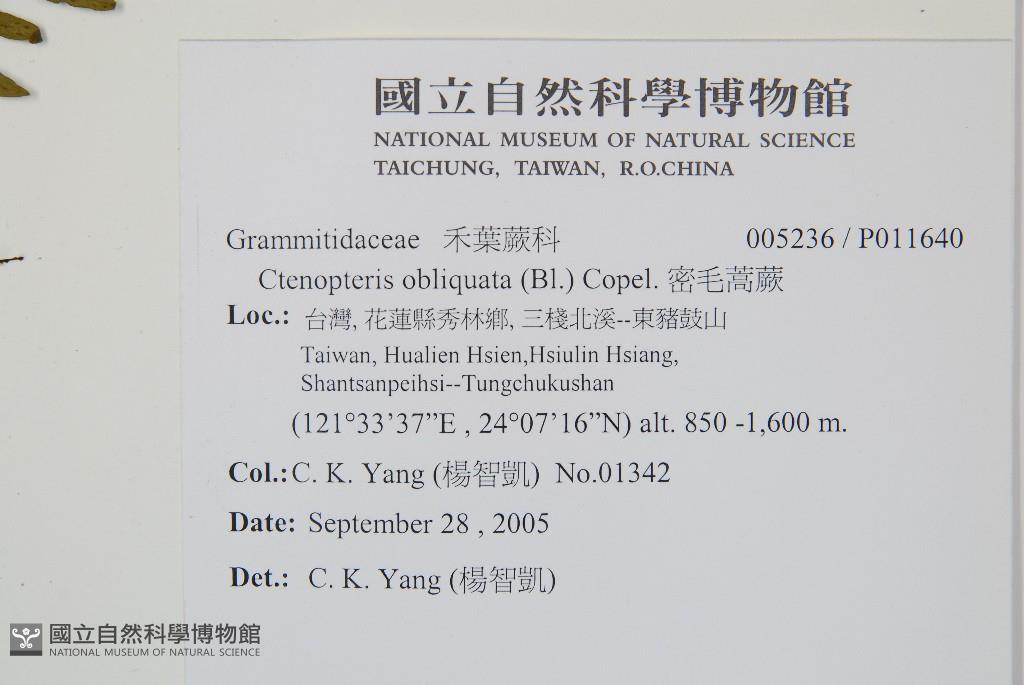 國立自然科學博物館
NATIONAL MUSEUM OF NATURAL SCIENCE
TAICHUNG, TAIWAN, R.O.CHINA
Grammitidaceae 禾葉蕨科 005236 / P011640
Ctenopteris obliquata (Bl.) Copel. 密毛蒿蕨
Loc.: 台灣, 花蓮縣秀林鄉, 三棧北溪--東豬鼓山
Taiwan, Hualien Hsien,Hsiulin Hsiang,
Shantsanpeihsi--Tungchukushan
(121°33’37”E , 24°07’16”N) alt. 850 -1,600 m.
Col.: C. K. Yang (楊智凱) No.01342
Date: September 28 , 2005
Det.: C. K. Yang (楊智凱)
國立自然科學博物館
NATIONAL MUSEUM OF NATURAL SCIENCE